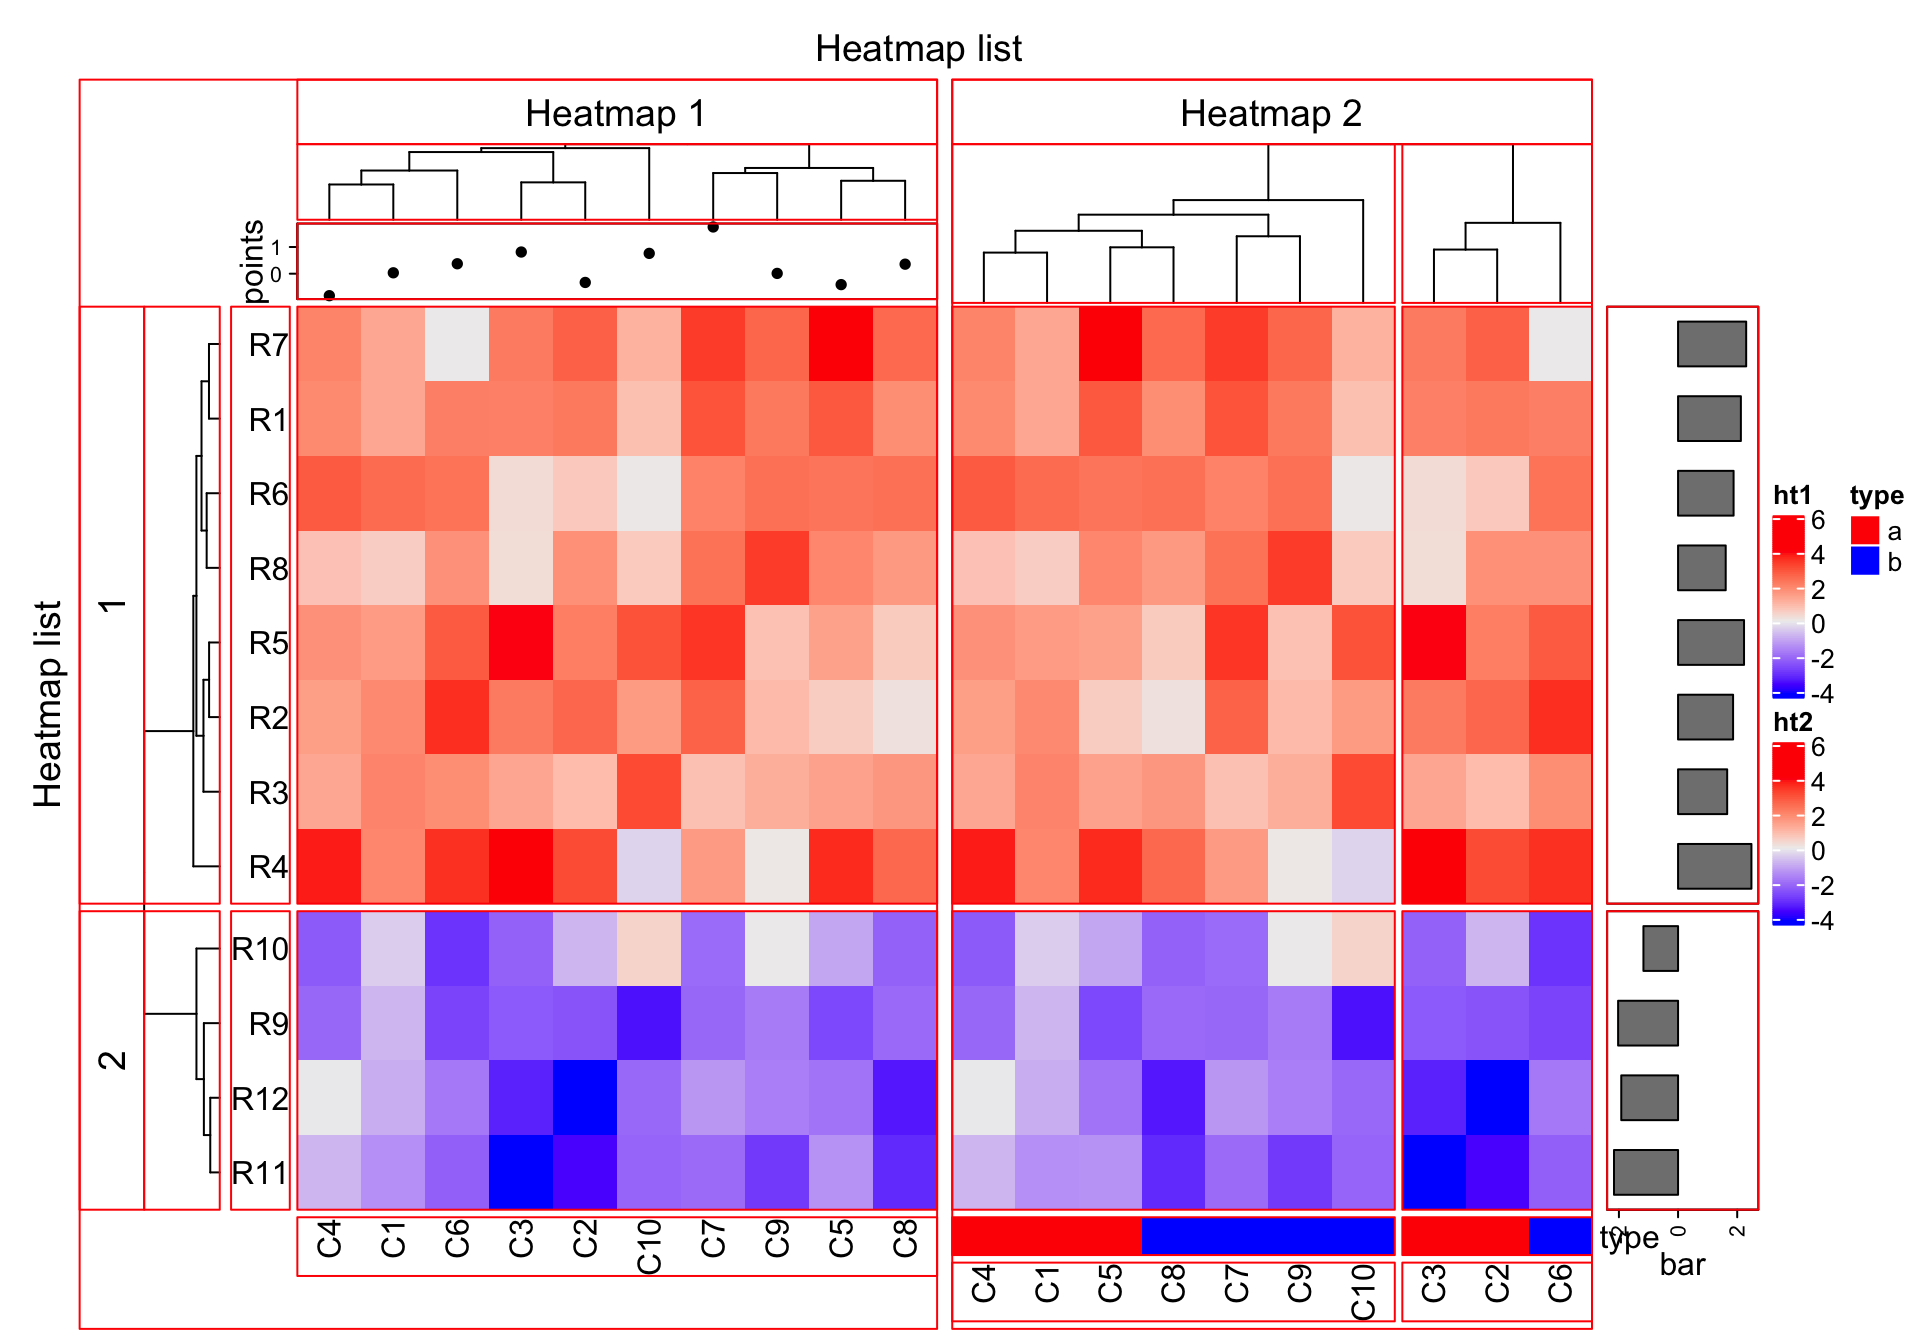 Heatmap list
Heatmap 1
Heatmap 2
points
1
0
Heatmap list
1
2
R7
R1
R6
R8
R5
R2
R3
R4
R10
R9
R12
R11
C4 C1 C6 C3 C2 C10 C7 C9 C5 C8
C4 C1 C5 C8 C7 C9 C10 C3 C2 C6
type
-2 0 2
bar
ht1
6
4
2
0
-2
-4
type
a
b
ht2
6
4
2
0
-2
-4